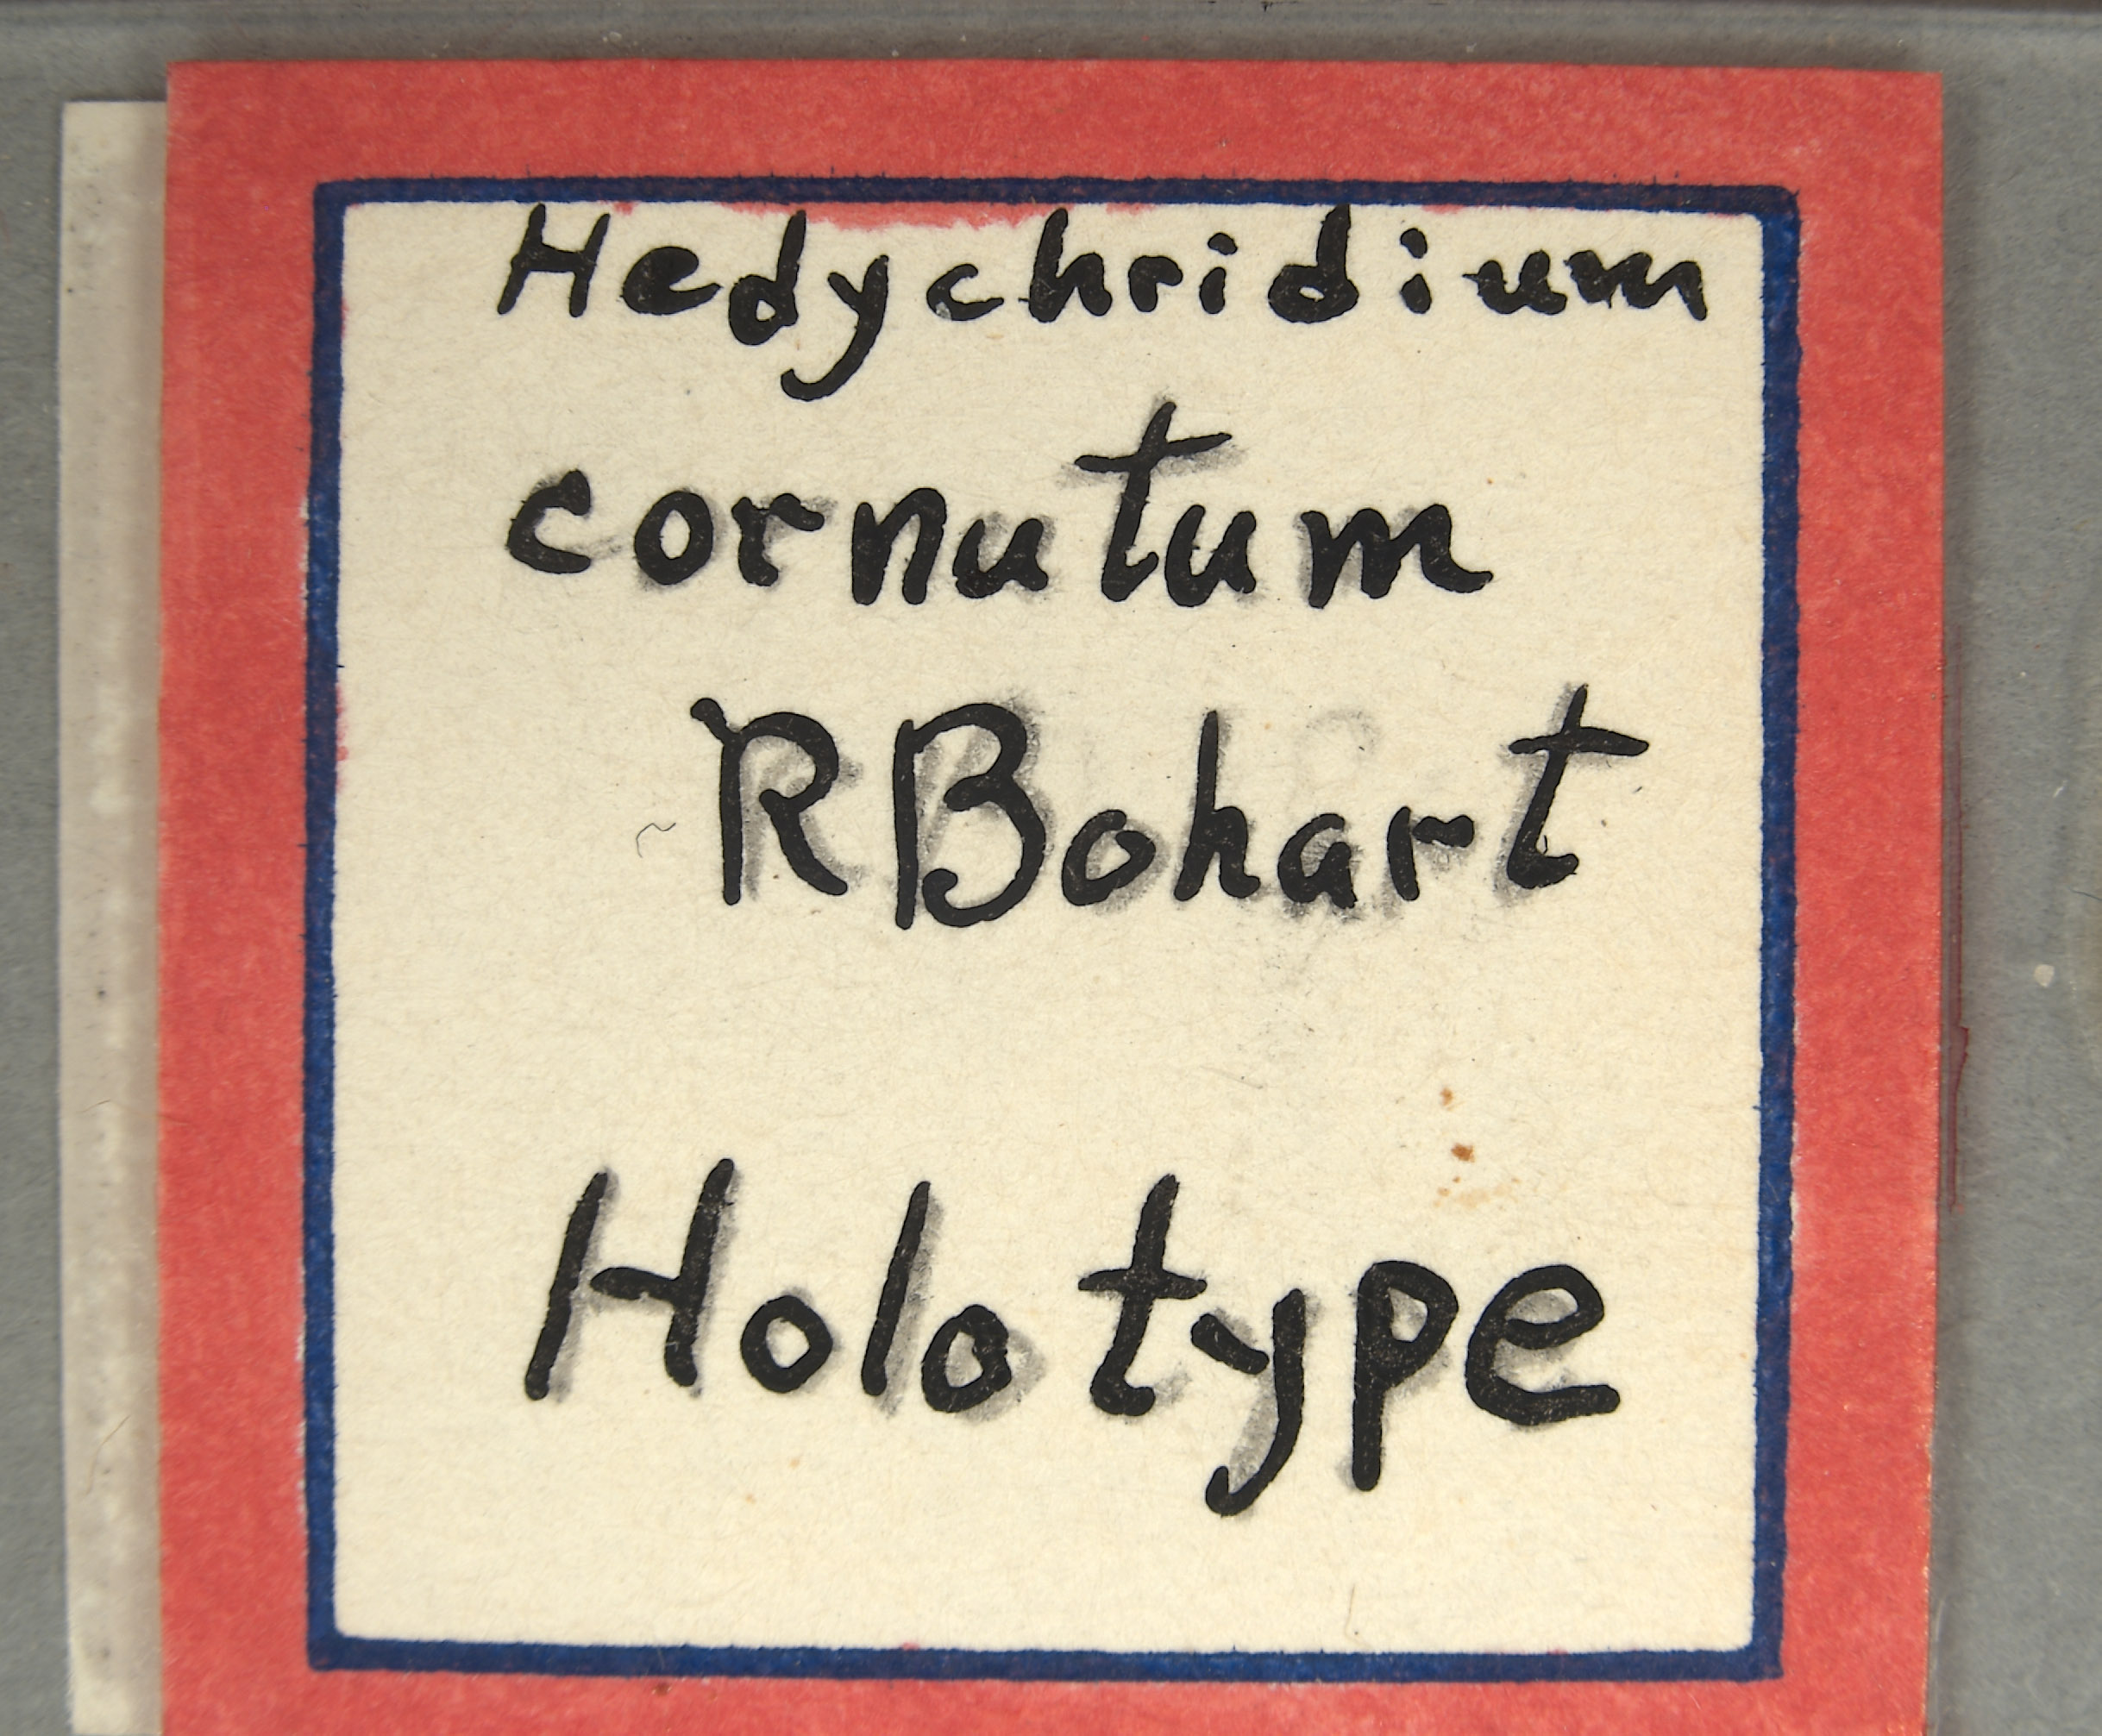 Hedychridium
cornutum
RBohart
Holotype